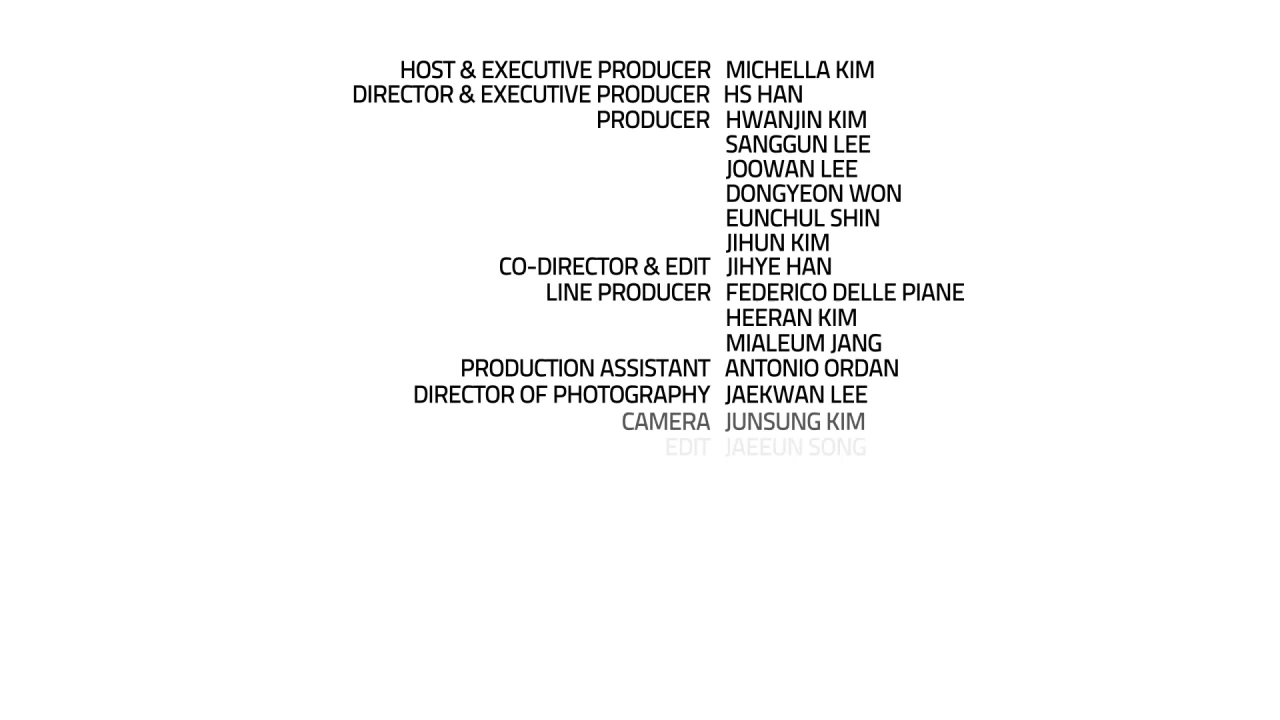 HOST & EXECUTIVE PRODUCER MICHELLA KIM
DIRECTOR & EXECUTIVE PRODUCER HS HAN
PRODUCER HWANJIN KIM
SANGGUN LEE
JOOWAN LEE
DONGYEON WON
EUNCHUL SHIN
JIHUN KIM
CO-DIRECTOR & EDIT JIHYE HAN
LINE PRODUCER FEDERICO DELLE PIANE
HEERAN KIM
MIALEUM JANG
PRODUCTION ASSISTANT ANTONIO ORDAN
DIRECTOR OF PHOTOGRAPHY JAEKWAN LEE
CAMERA JUNSUNG KIM
EDIT JAEEUN SONG